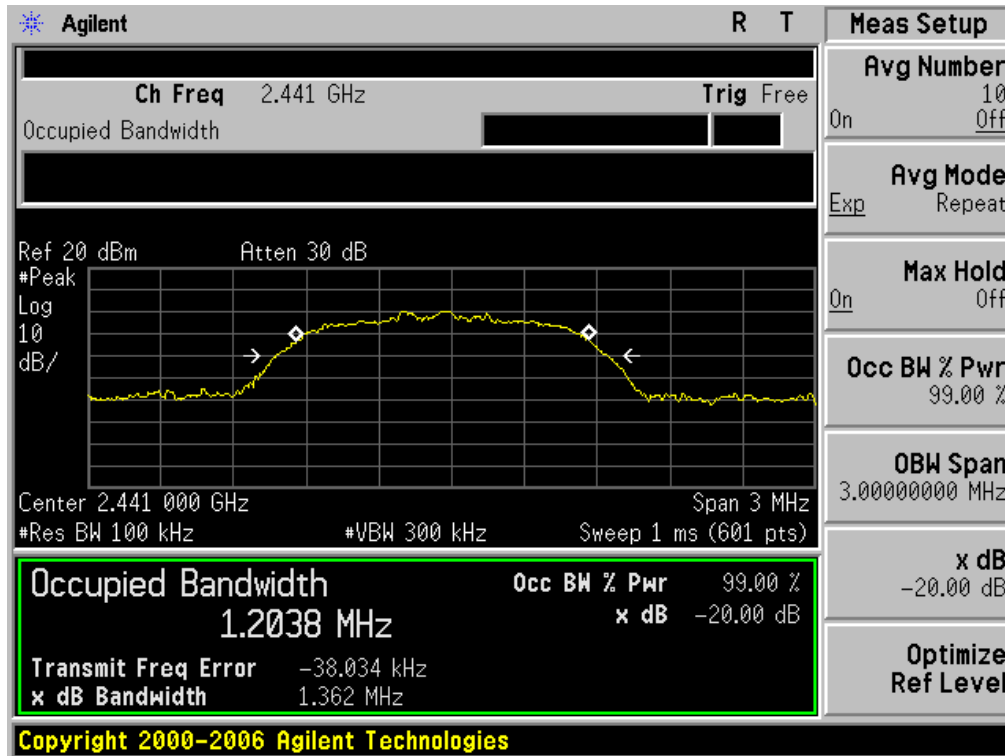 Agilent R T
Ch Freq 2.441 GHz Trig Free
Occupied Bandwidth
Ref 20 dBm Atten 30 dB
#Peak
Log
10
dB/
Center 2.441 000 GHz Span 3 MHz
#Res BW 100 kHz #VBW 300 kHz Sweep 1 ms (601 pts)
Occupied Bandwidth Occ BW % Pwr 99.00 %
1.2038 MHz x dB -20.00 dB
Transmit Freq Error -38.034 kHz
x dB Bandwidth 1.362 MHz
Copyright 2000-2006 Agilent Technologies
Meas Setup
Avg Number
10
On Off
Avg Mode
Exp Repeat
Max Hold
On Off
Occ BW % Pwr
99.00 %
OBW Span
3.00000000 MHz
x dB
-20.00 dB
Optimize
Ref Level